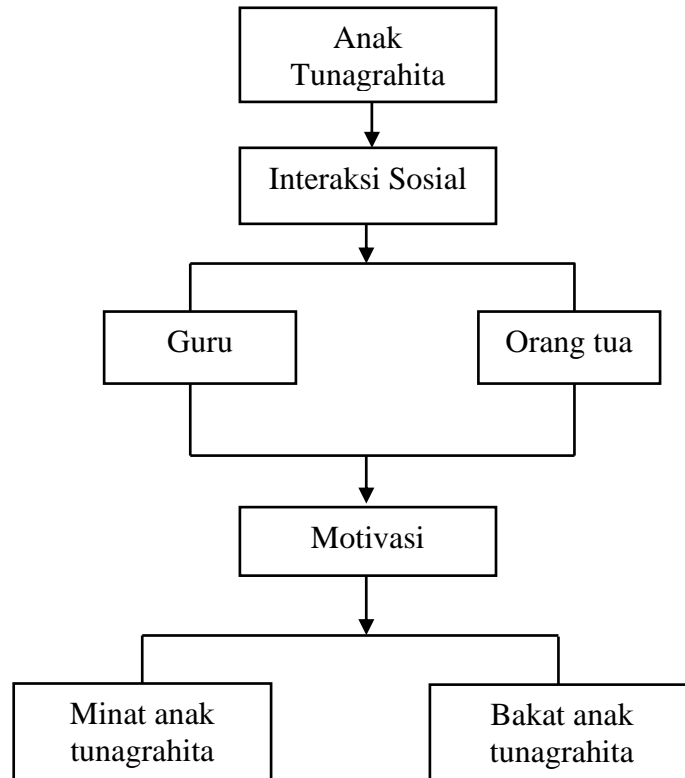 Anak
Tunagrahita
Interaksi Sosial
Guru
Orang tua
Motivasi
Minat anak
tunagrahita
Bakat anak
tunagrahita